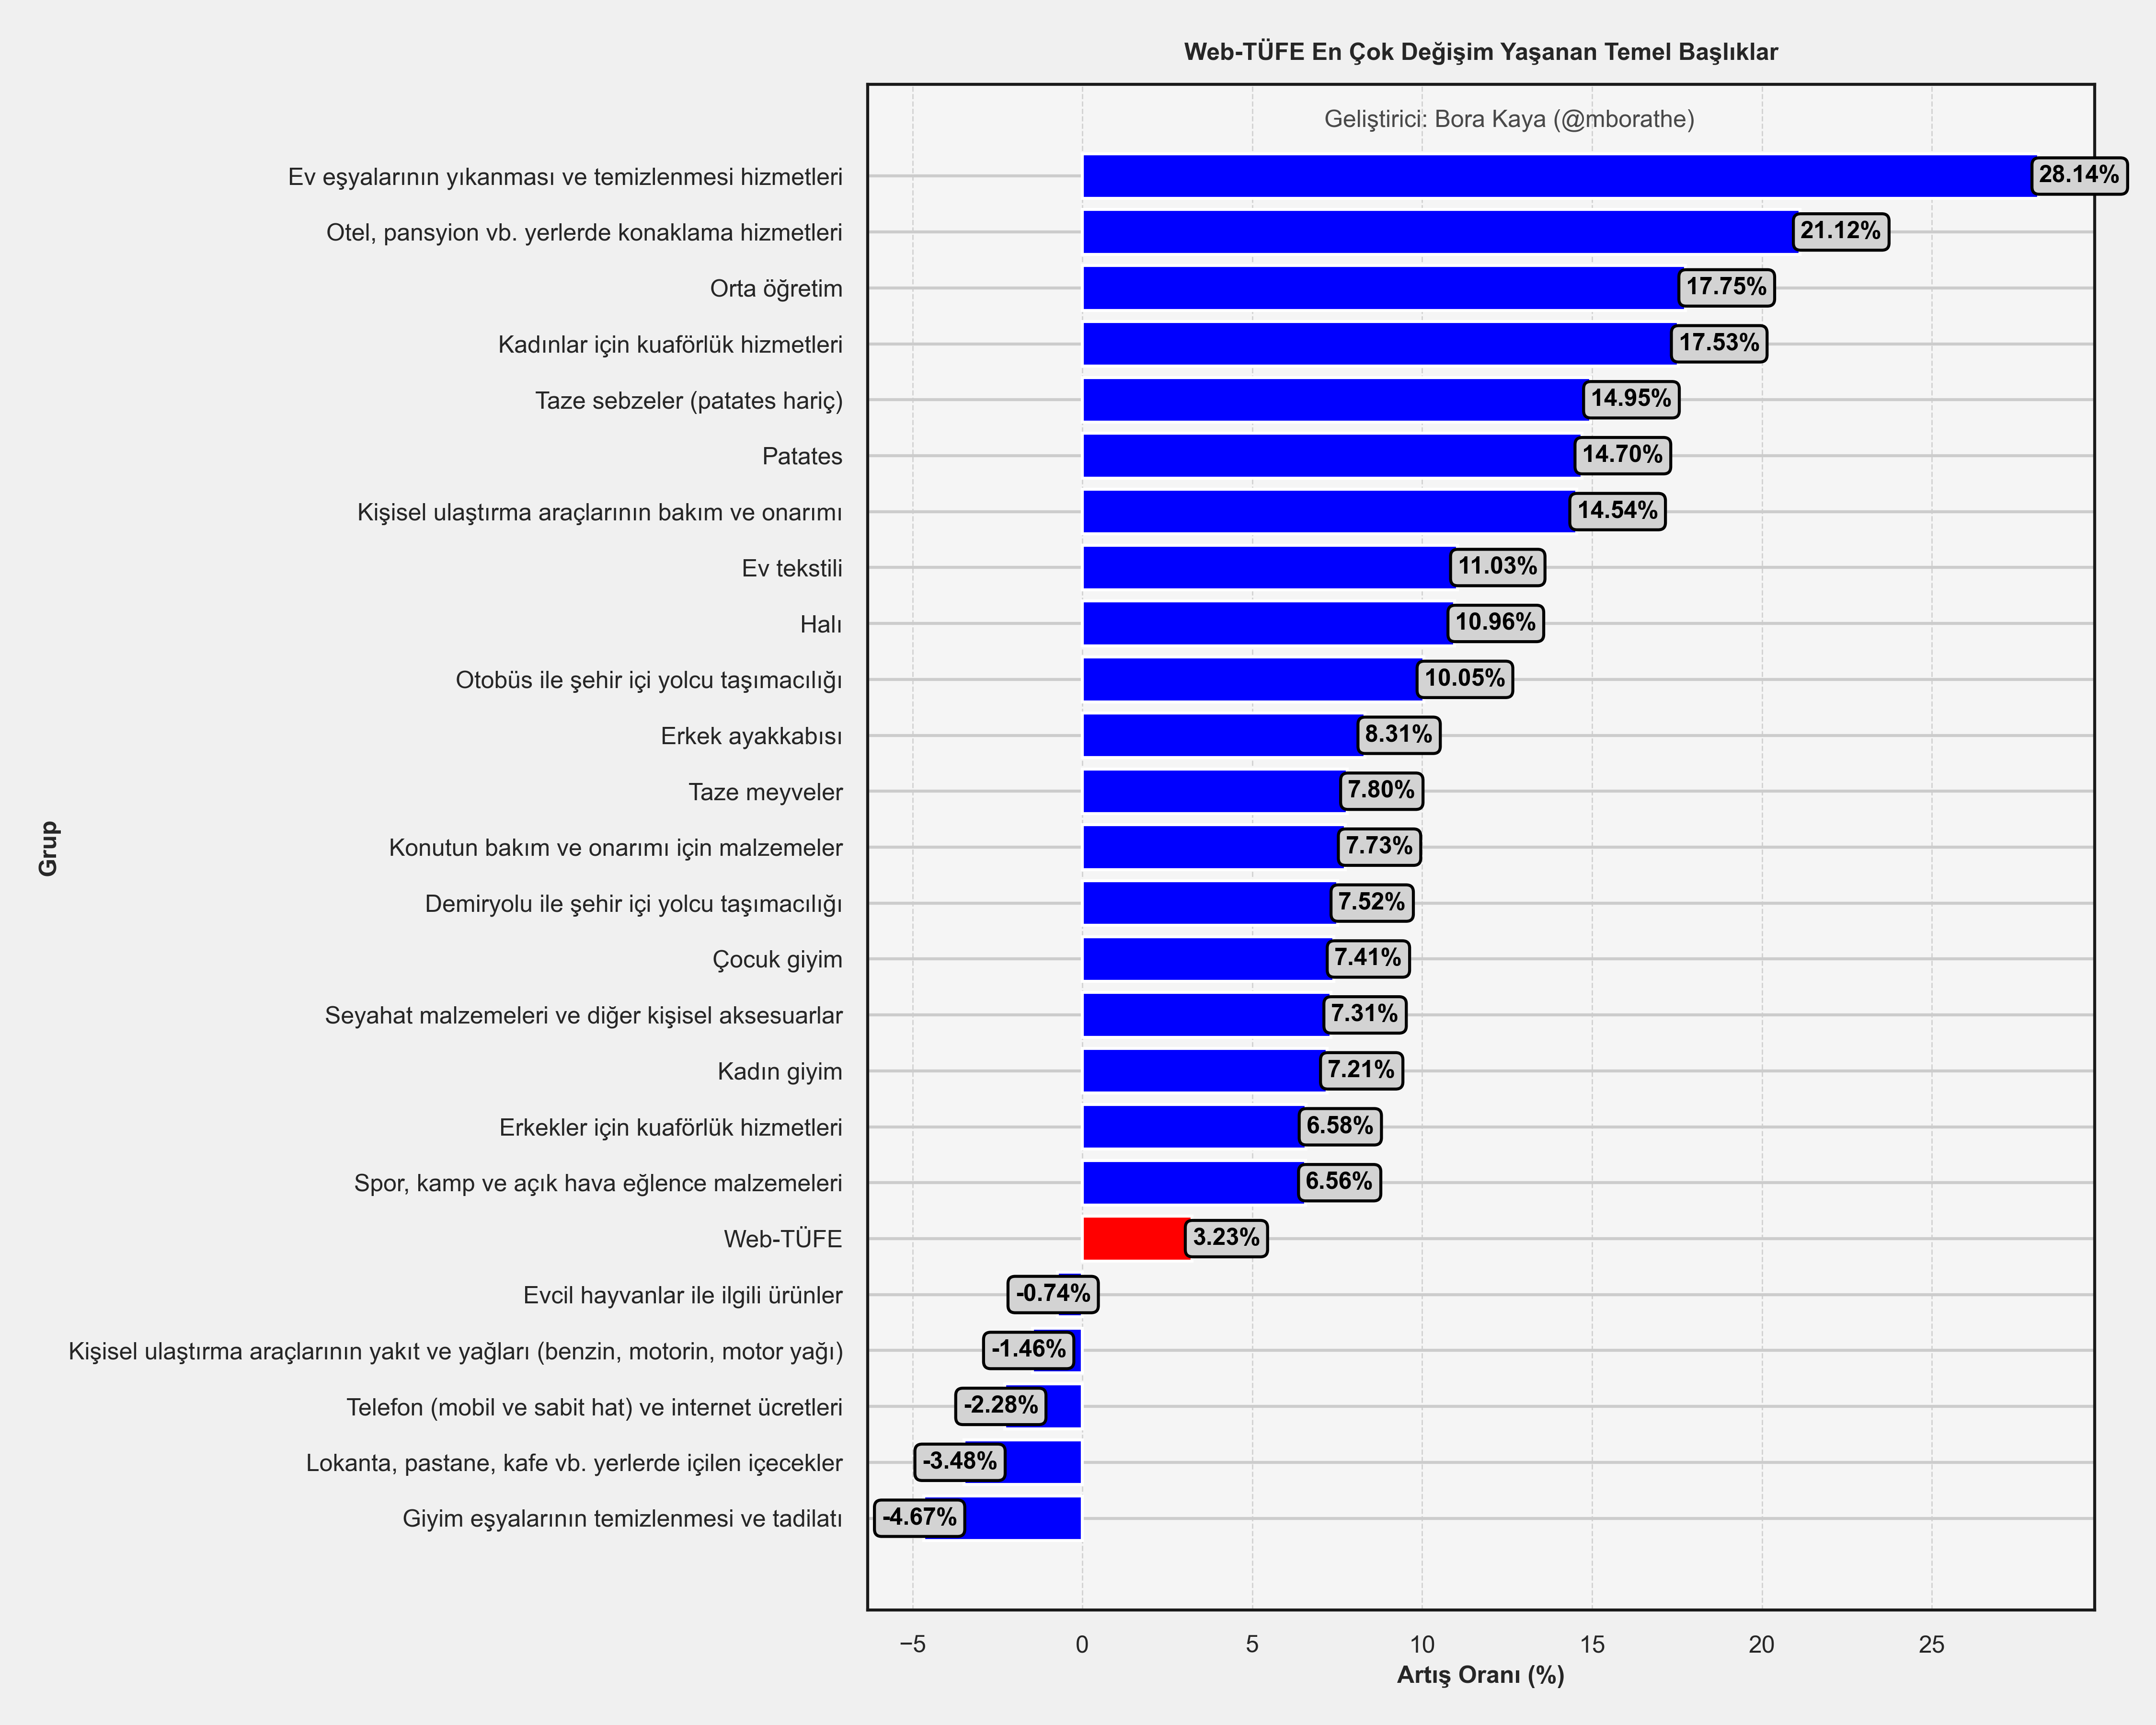 Web-TÜFE En Çok Değişim Yaşanan Temel Başlıklar
Geliştirici: Bora Kaya (@mborathe)
Grup
Ev eşyalarının yıkanması ve temizlenmesi hizmetleri 28.14%
Otel, pansyion vb. yerlerde konaklama hizmetleri 21.12%
Orta öğretim 17.75%
Kadınlar için kuaförlük hizmetleri 17.53%
Taze sebzeler (patates hariç) 14.95%
Patates 14.70%
Kişisel ulaştırma araçlarının bakım ve onarımı 14.54%
Ev tekstili 11.03%
Halı 10.96%
Otobüs ile şehir içi yolcu taşımacılığı 10.05%
Erkek ayakkabısı 8.31%
Taze meyveler 7.80%
Konutun bakım ve onarımı için malzemeler 7.73%
Demiryolu ile şehir içi yolcu taşımacılığı 7.52%
Çocuk giyim 7.41%
Seyahat malzemeleri ve diğer kişisel aksesuarlar 7.31%
Kadın giyim 7.21%
Erkekler için kuaförlük hizmetleri 6.58%
Spor, kamp ve açık hava eğlence malzemeleri 6.56%
Web-TÜFE 3.23%
Evcil hayvanlar ile ilgili ürünler -0.74%
Kişisel ulaştırma araçlarının yakıt ve yağları (benzin, motorin, motor yağı) -1.46%
Telefon (mobil ve sabit hat) ve internet ücretleri -2.28%
Lokanta, pastane, kafe vb. yerlerde içilen içecekler -3.48%
Giyim eşyalarının temizlenmesi ve tadilatı -4.67%
−5 0 5 10 15 20 25
Artış Oranı (%)